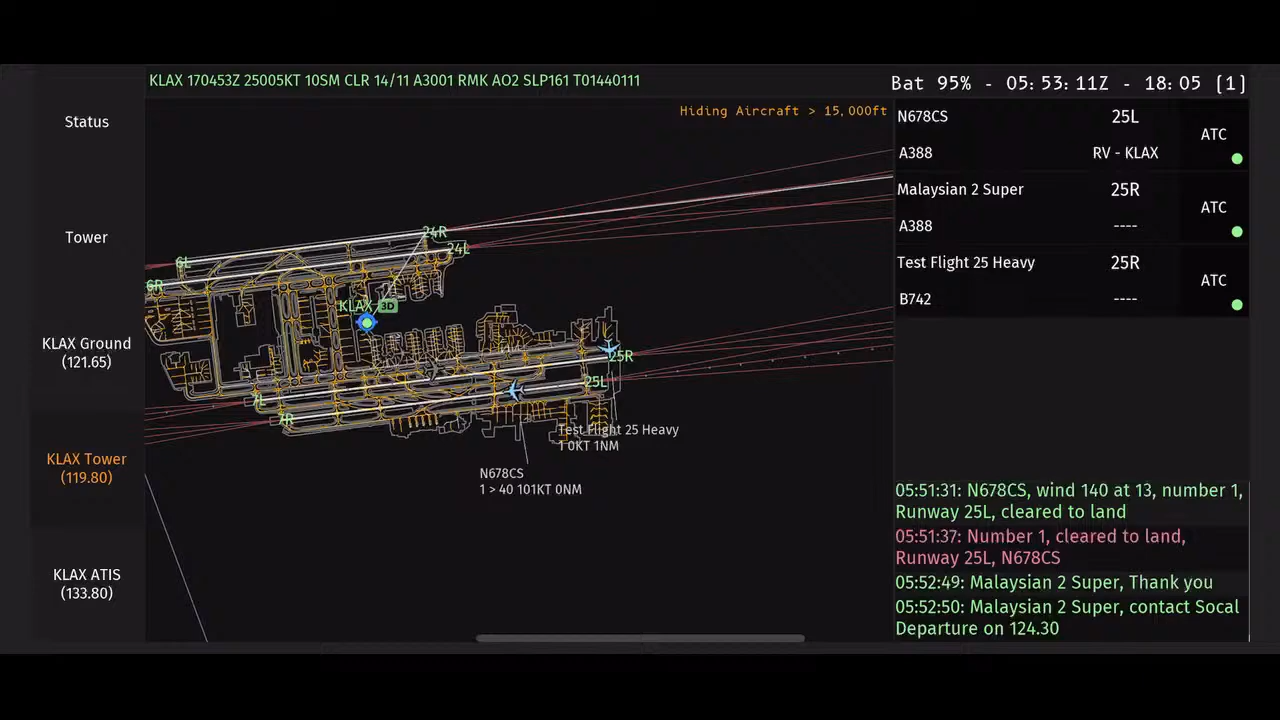 KLAX 170453Z 25005KT 10SM CLR 14/11 A3001 RMK AO2 SLP161 T01440111
Bat 95% - 05:53:11Z - 18:05 [1]
Hiding Aircraft > 15,000ft
Status
Tower
KLAX Ground
(121.65)
KLAX Tower
(119.80)
KLAX ATIS
(133.80)
24R
24L
6L
6R
KLAX
3D
25R
25L
7L
7R
Test Flight 25 Heavy
1 0KT 1NM
N678CS
1 > 40 101KT 0NM
N678CS 25L
ATC
A388 RV - KLAX
Malaysian 2 Super 25R
ATC
A388 ----
Test Flight 25 Heavy 25R
ATC
B742 ----
05:51:31: N678CS, wind 140 at 13, number 1,
Runway 25L, cleared to land
05:51:37: Number 1, cleared to land,
Runway 25L, N678CS
05:52:49: Malaysian 2 Super, Thank you
05:52:50: Malaysian 2 Super, contact Socal
Departure on 124.30